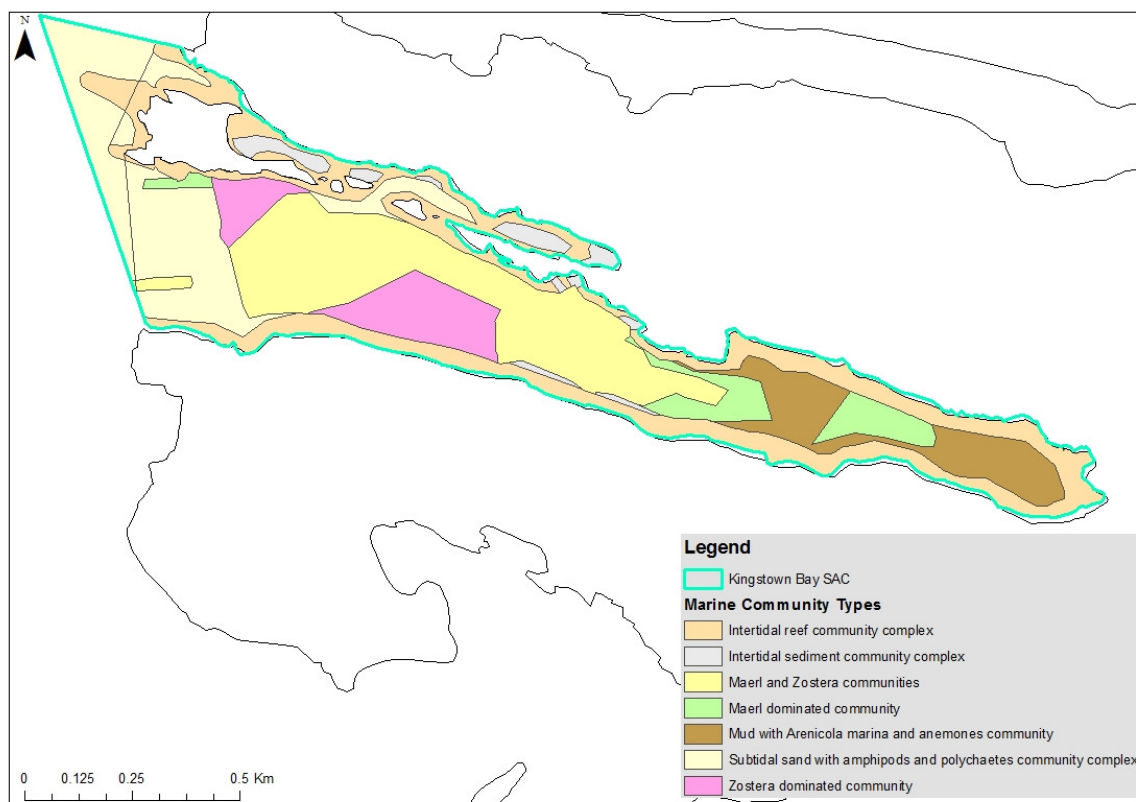 N
Legend
Kingstown Bay SAC
Marine Community Types
Intertidal reef community complex
Intertidal sediment community complex
Maerl and Zostera communities
Maerl dominated community
Mud with Arenicola marina and anemones community
Subtidal sand with amphipods and polychaetes community complex
Zostera dominated community
0 0.125 0.25 0.5 Km